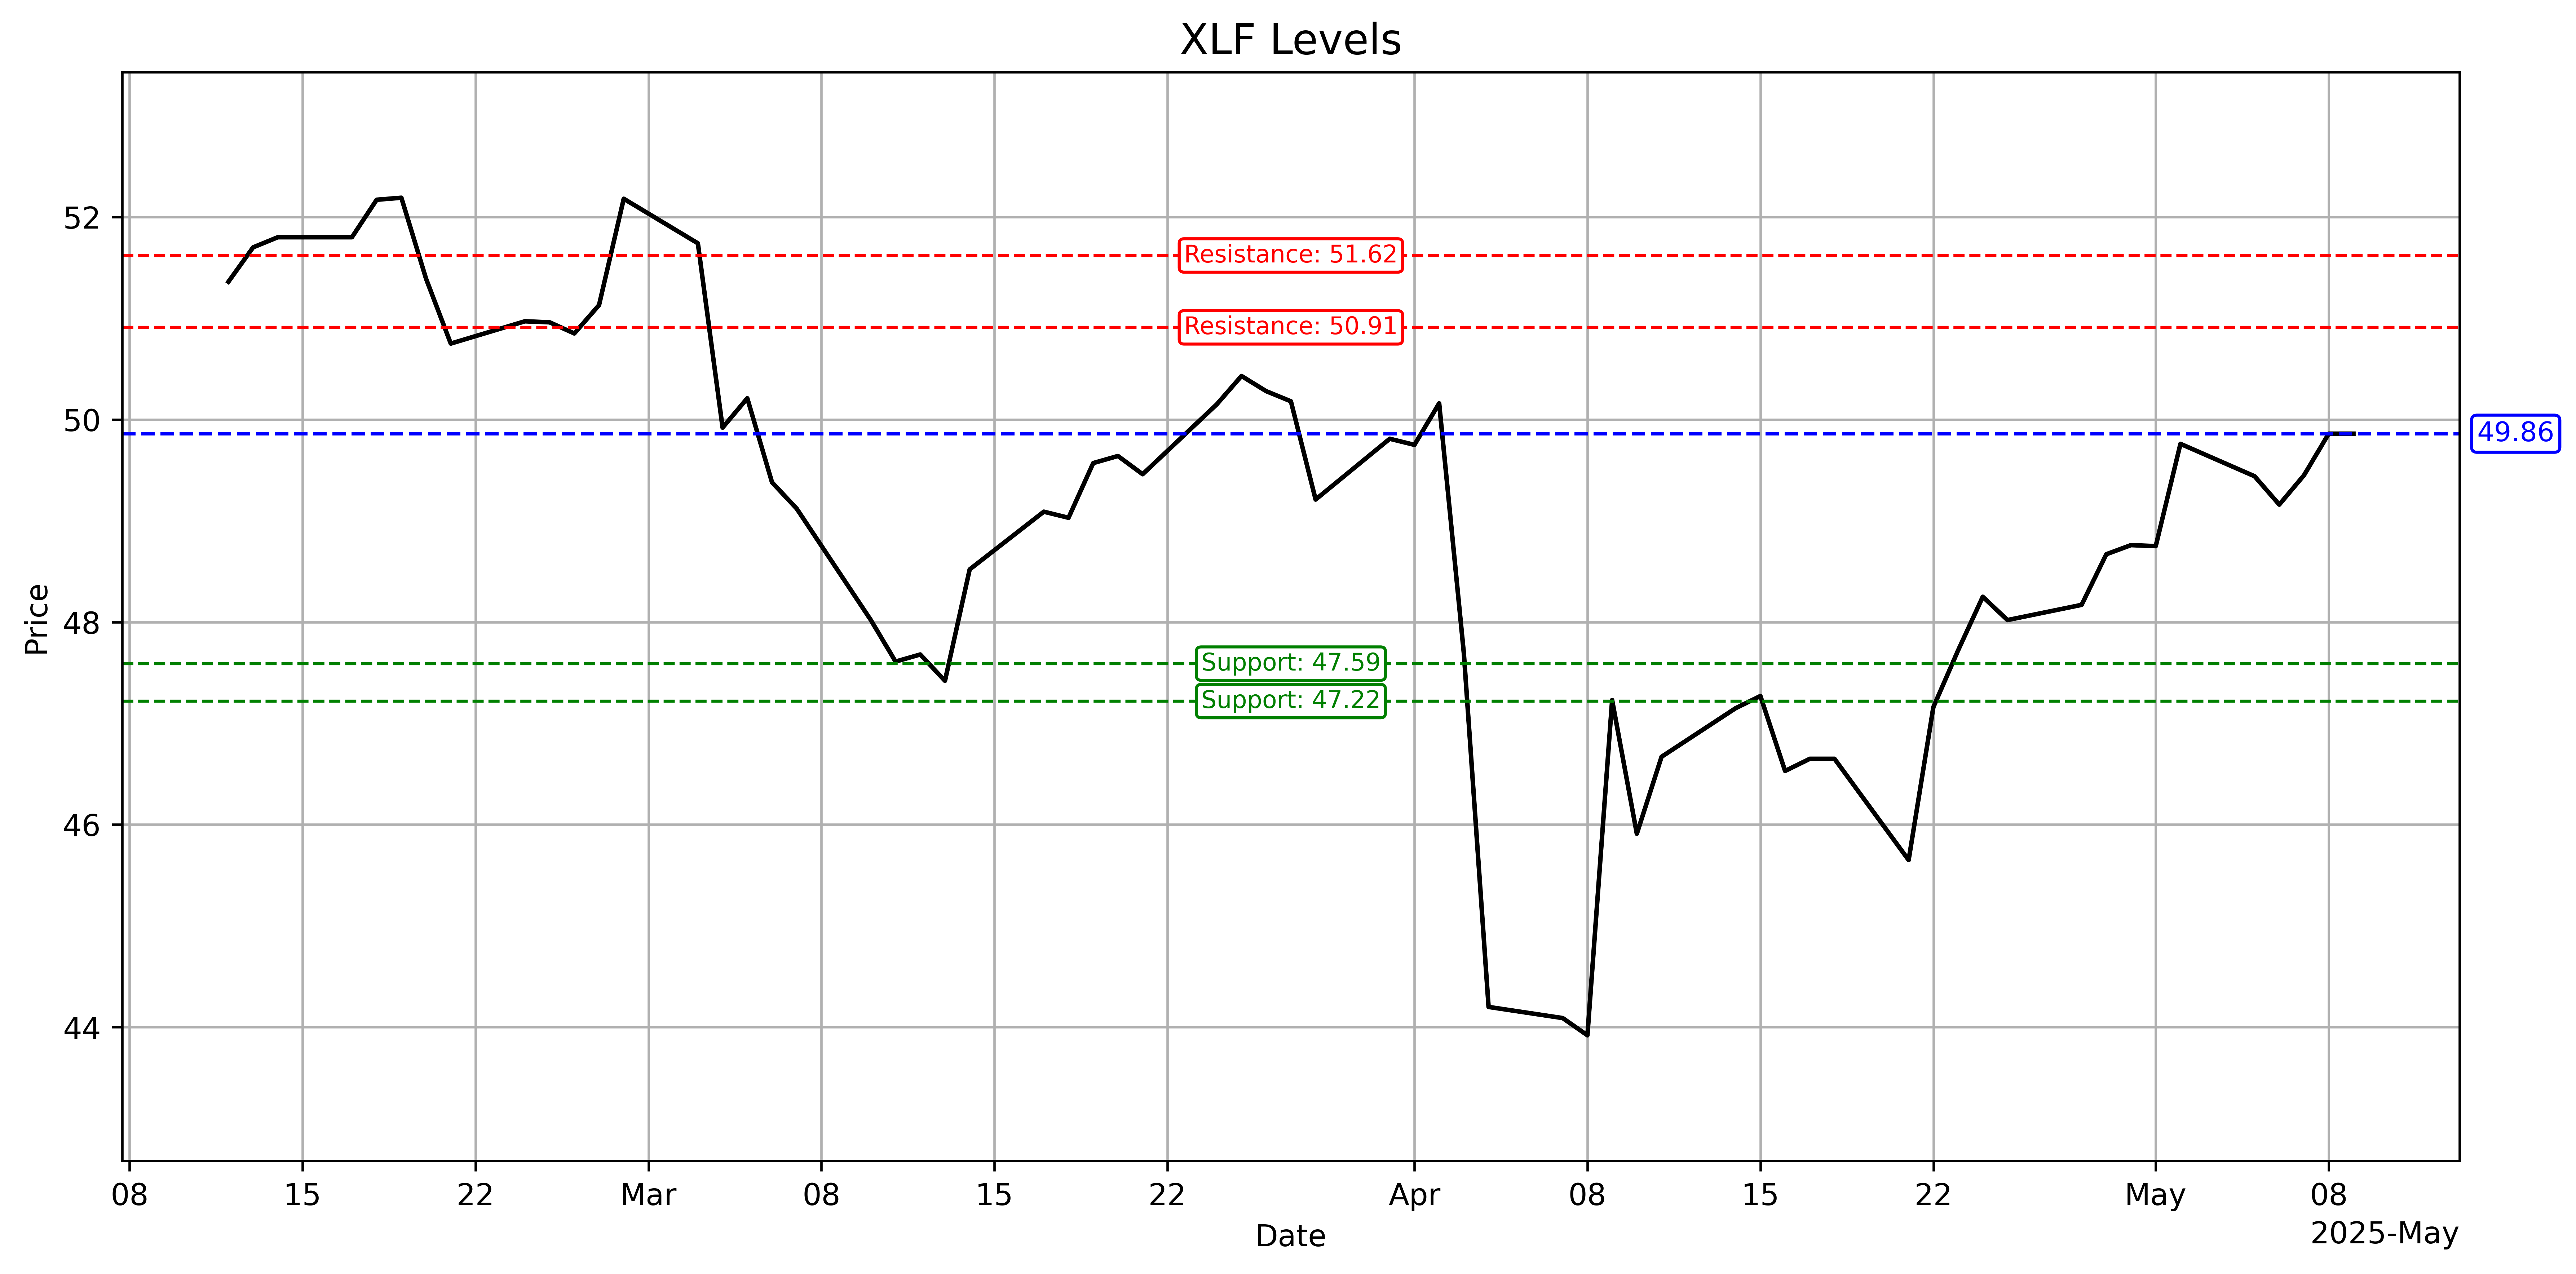 XLF Levels
52
Resistance: 51.62
Resistance: 50.91
50
49.86
Price
48
Support: 47.59
Support: 47.22
46
44
08 15 22 Mar 08 15 22 Apr 08 15 22 May 08
Date
2025-May